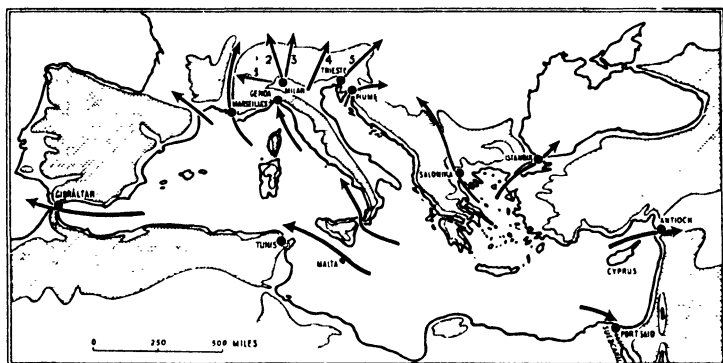 1 2 3 4 5
TRIESTE
GENOA MILAN
MARSEILLES FIUME
ISTANBUL
SALONIKA
GIBRALTAR
ANTIOCH
TUNIS
MALTA CYPRUS
PORT SAID
0 250 500 MILES